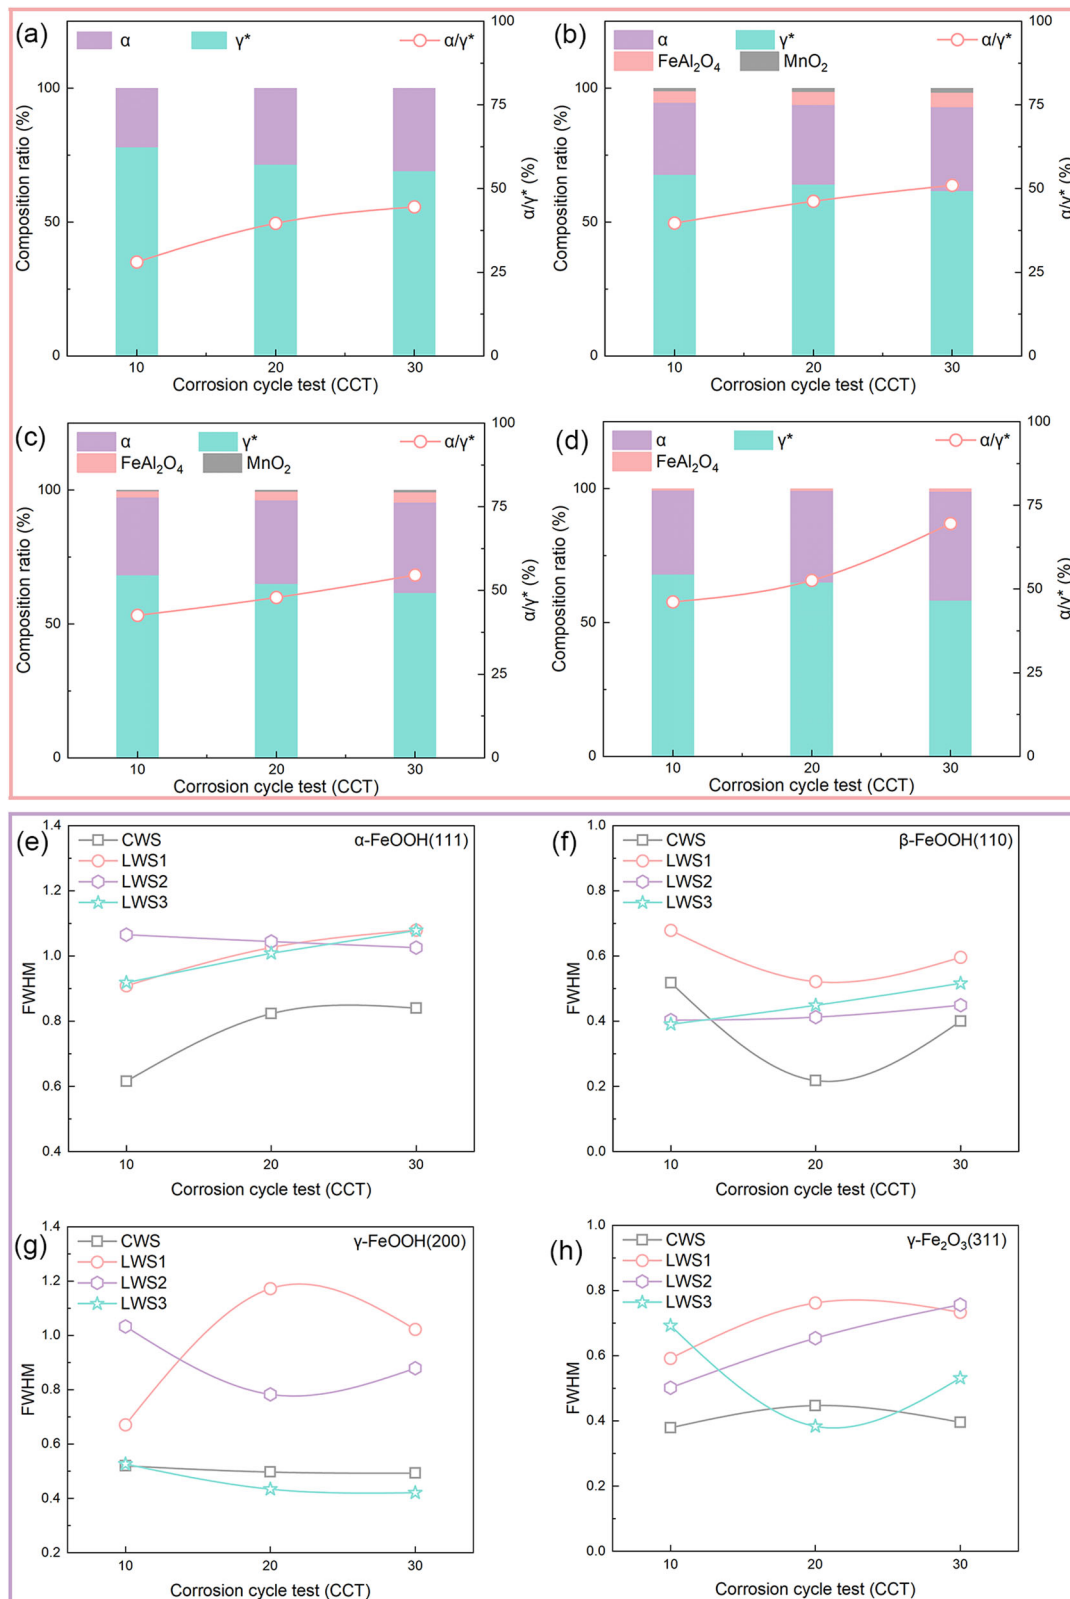 (a)
α
γ*
α/γ*
Composition ratio (%)
100
50
0
100
75
50
25
0
α/γ* (%)
10
20
30
Corrosion cycle test (CCT)
(b)
α
γ*
α/γ*
FeAl₂O₄
MnO₂
Composition ratio (%)
100
50
0
100
75
50
25
0
α/γ* (%)
10
20
30
Corrosion cycle test (CCT)
(c)
α
γ*
α/γ*
FeAl₂O₄
MnO₂
Composition ratio (%)
100
50
0
100
75
50
25
0
α/γ* (%)
10
20
30
Corrosion cycle test (CCT)
(d)
α
γ*
α/γ*
FeAl₂O₄
Composition ratio (%)
100
50
0
100
75
50
25
0
α/γ* (%)
10
20
30
Corrosion cycle test (CCT)
(e)
CWS
LWS1
LWS2
LWS3
α-FeOOH(111)
FWHM
1.4
1.2
1.0
0.8
0.6
0.4
10
20
30
Corrosion cycle test (CCT)
(f)
CWS
LWS1
LWS2
LWS3
β-FeOOH(110)
FWHM
1.0
0.8
0.6
0.4
0.2
0.0
10
20
30
Corrosion cycle test (CCT)
(g)
CWS
LWS1
LWS2
LWS3
γ-FeOOH(200)
FWHM
1.4
1.2
1.0
0.8
0.6
0.4
0.2
10
20
30
Corrosion cycle test (CCT)
(h)
CWS
LWS1
LWS2
LWS3
γ-Fe₂O₃(311)
FWHM
1.0
0.8
0.6
0.4
0.2
0.0
10
20
30
Corrosion cycle test (CCT)